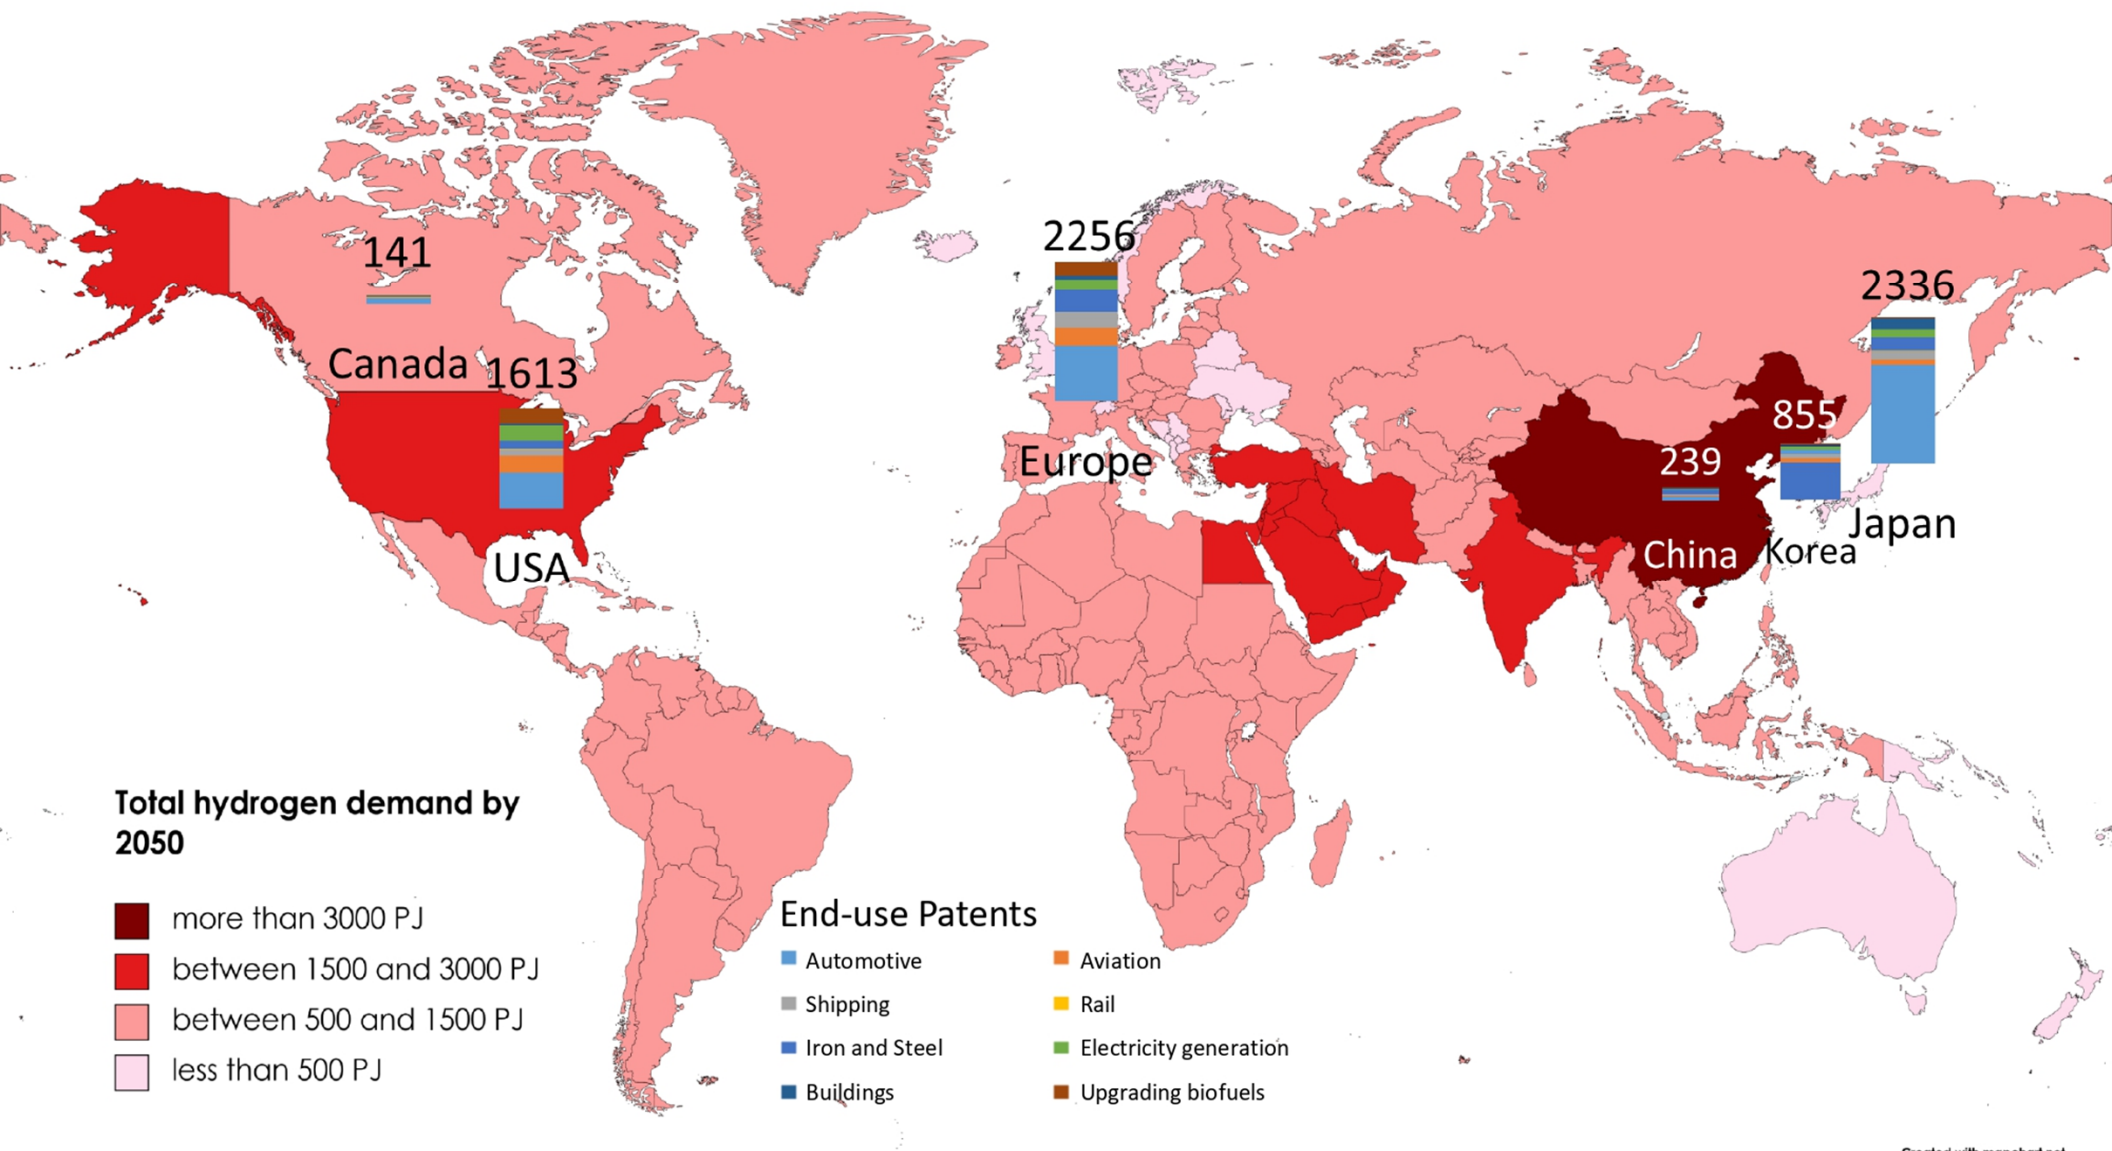 2256
141
2336
Canada
1613
855
Europe
239
Japan
USA
China
Korea
Total hydrogen demand by
2050
more than 3000 PJ
between 1500 and 3000 PJ
between 500 and 1500 PJ
less than 500 PJ
End-use Patents
Automotive
Aviation
Shipping
Rail
Iron and Steel
Electricity generation
Buildings
Upgrading biofuels